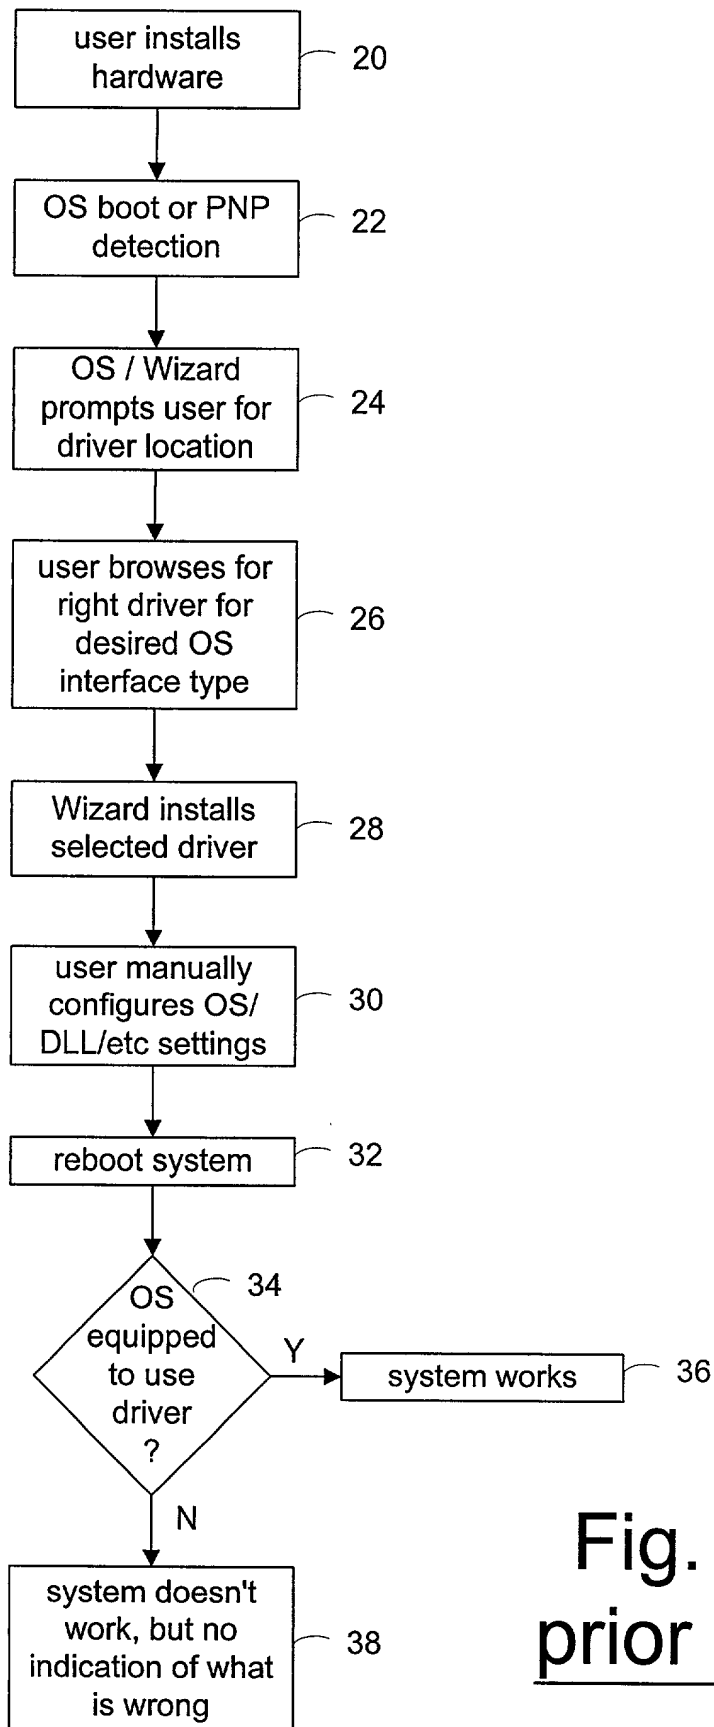 user installs
hardware
20
OS boot or PNP
detection
22
OS / Wizard
prompts user for
driver location
24
user browses for
right driver for
desired OS
interface type
26
Wizard installs
selected driver
28
user manually
configures OS/
DLL/etc settings
30
reboot system
32
34
OS
equipped
to use
driver
?
Y
system works
36
N
system doesn't
work, but no
indication of what
is wrong
38
Fig.
prior